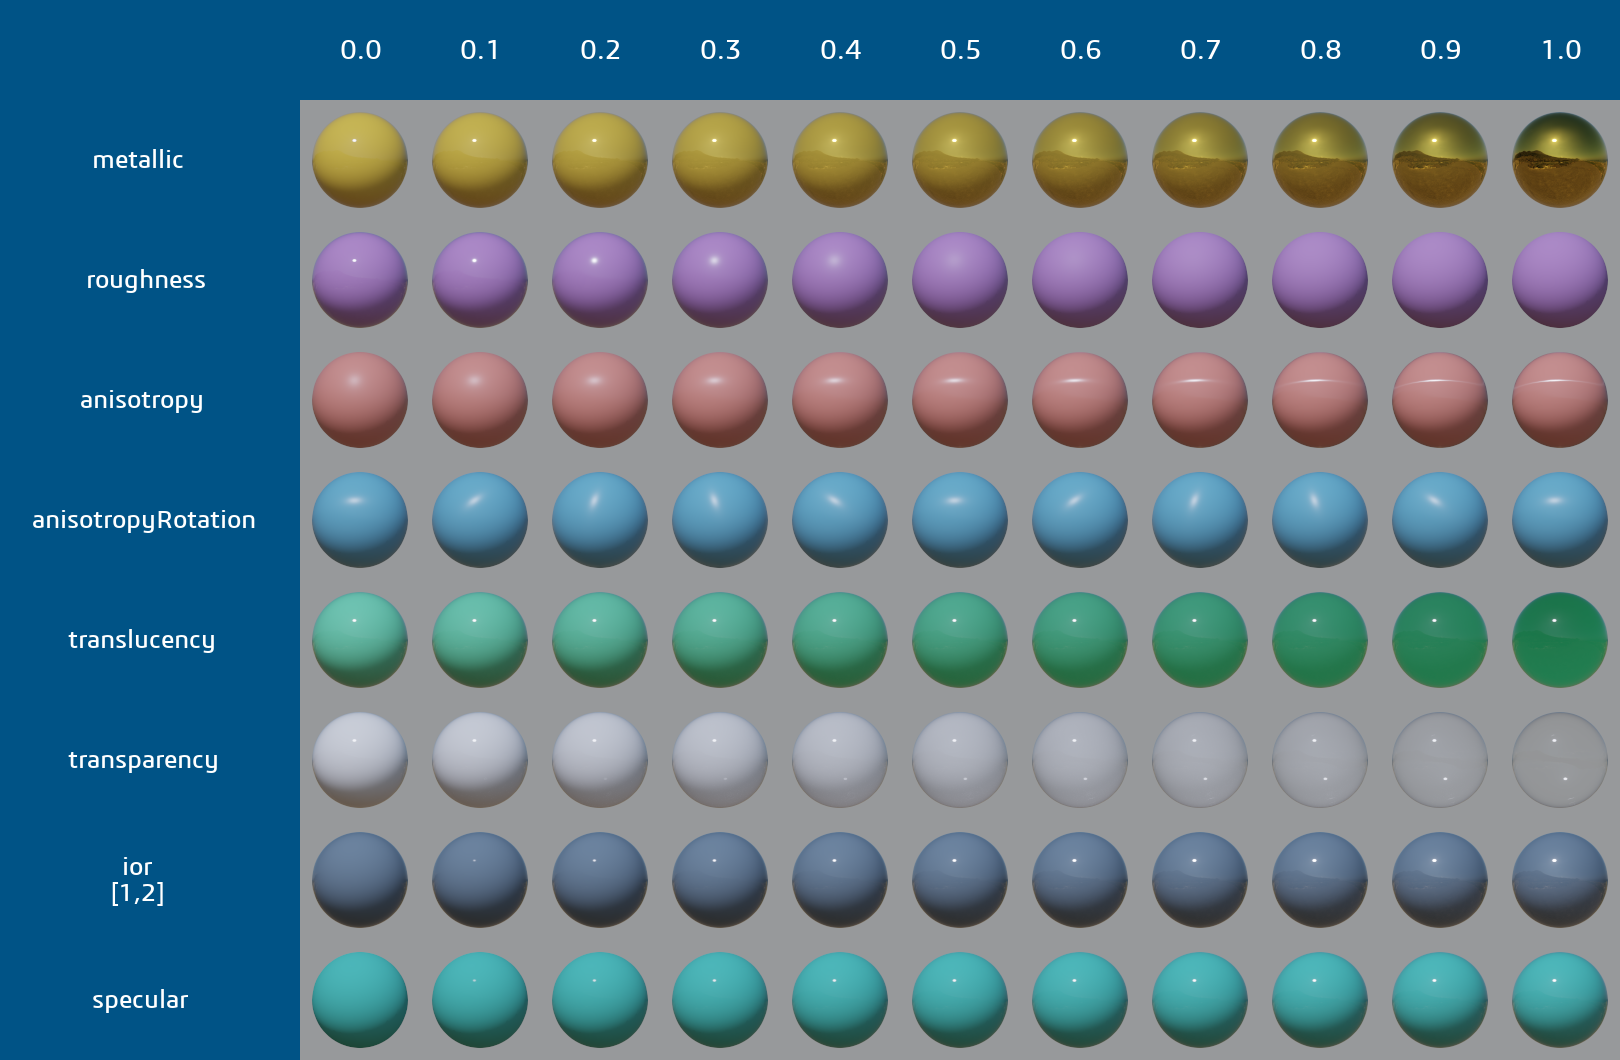 0.0 0.1 0.2 0.3 0.4 0.5 0.6 0.7 0.8 0.9 1.0
metallic
roughness
anisotropy
anisotropyRotation
translucency
transparency
ior
[1,2]
specular